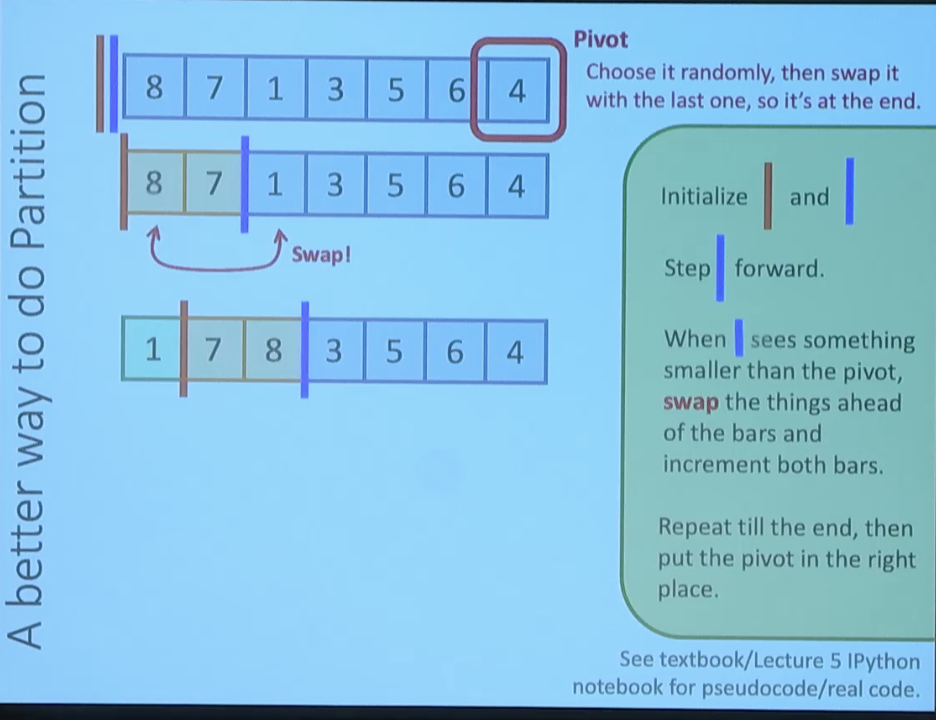 A better way to do Partition
8 7 1 3 5 6 4
Pivot
Choose it randomly, then swap it
with the last one, so it's at the end.
8 7 1 3 5 6 4
Swap!
1 7 8 3 5 6 4
Initialize and
Step forward.
When sees something
smaller than the pivot,
swap the things ahead
of the bars and
increment both bars.
Repeat till the end, then
put the pivot in the right
place.
See textbook/Lecture 5 IPython
notebook for pseudocode/real code.